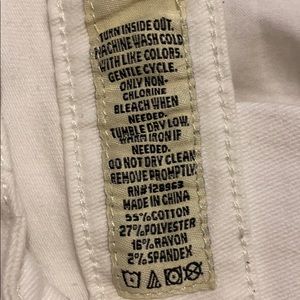 TURN INSIDE OUT.
MACHINE WASH COLD
WITH LIKE COLORS.
GENTLE CYCLE.
ONLY NON-
CHLORINE
BLEACH WHEN
NEEDED.
TUMBLE DRY LOW.
WARM IRON IF
NEEDED.
DO NOT DRY CLEAN
REMOVE PROMPTLY.
RN#128963
MADE IN CHINA
55% COTTON
27% POLYESTER
16% RAYON
2% SPANDEX